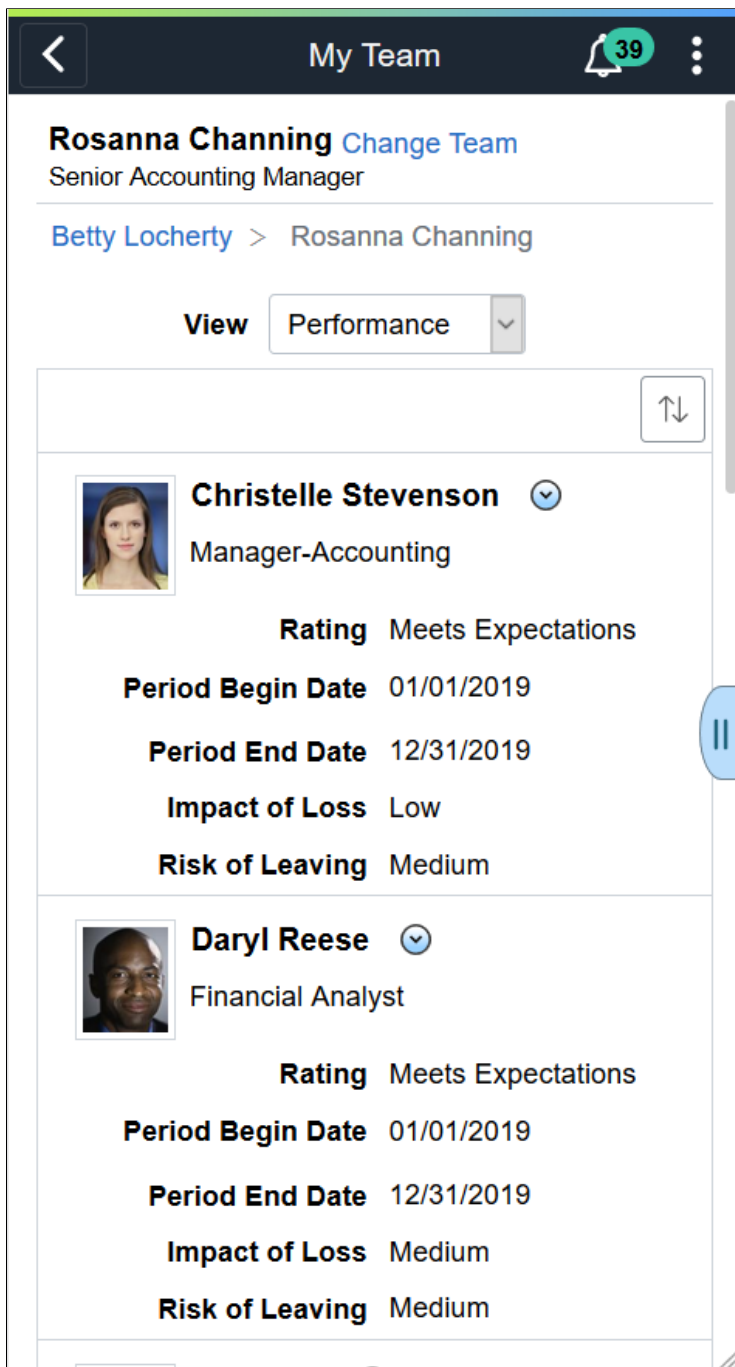 My Team 39
Rosanna Channing Change Team
Senior Accounting Manager
Betty Locherty > Rosanna Channing
View Performance
Christelle Stevenson
Manager-Accounting
Rating Meets Expectations
Period Begin Date 01/01/2019
Period End Date 12/31/2019
Impact of Loss Low
Risk of Leaving Medium
Daryl Reese
Financial Analyst
Rating Meets Expectations
Period Begin Date 01/01/2019
Period End Date 12/31/2019
Impact of Loss Medium
Risk of Leaving Medium